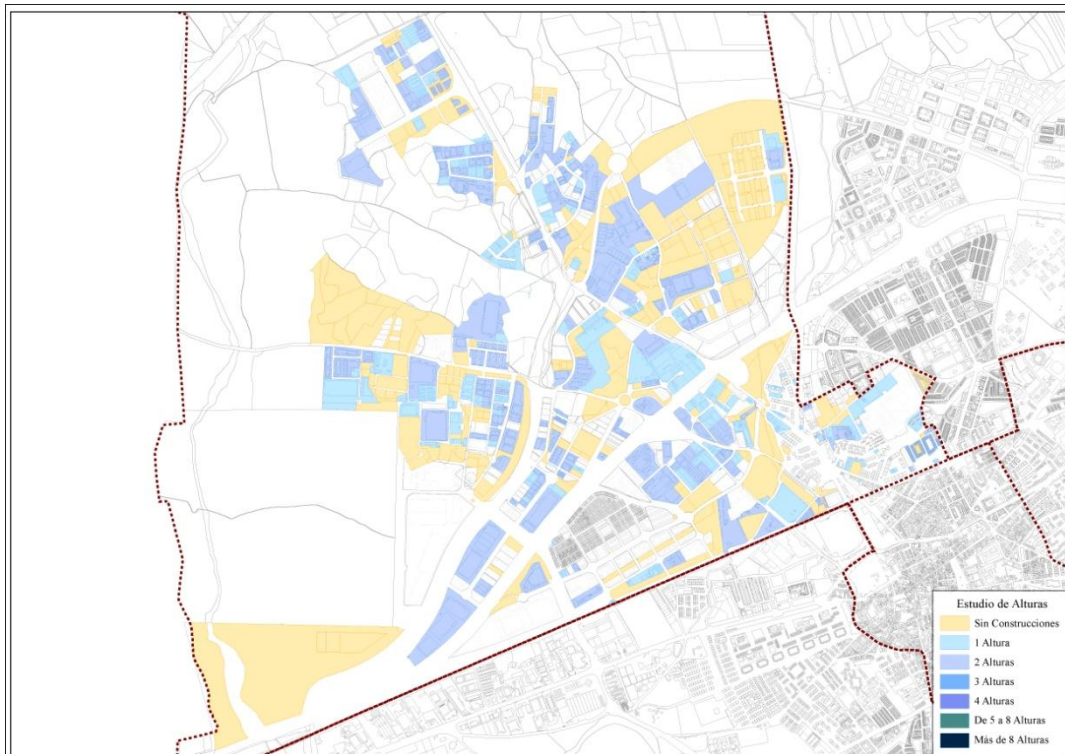 Estudio de Alturas
Sin Construcciones
1 Altura
2 Alturas
3 Alturas
4 Alturas
De 5 a 8 Alturas
Más de 8 Alturas